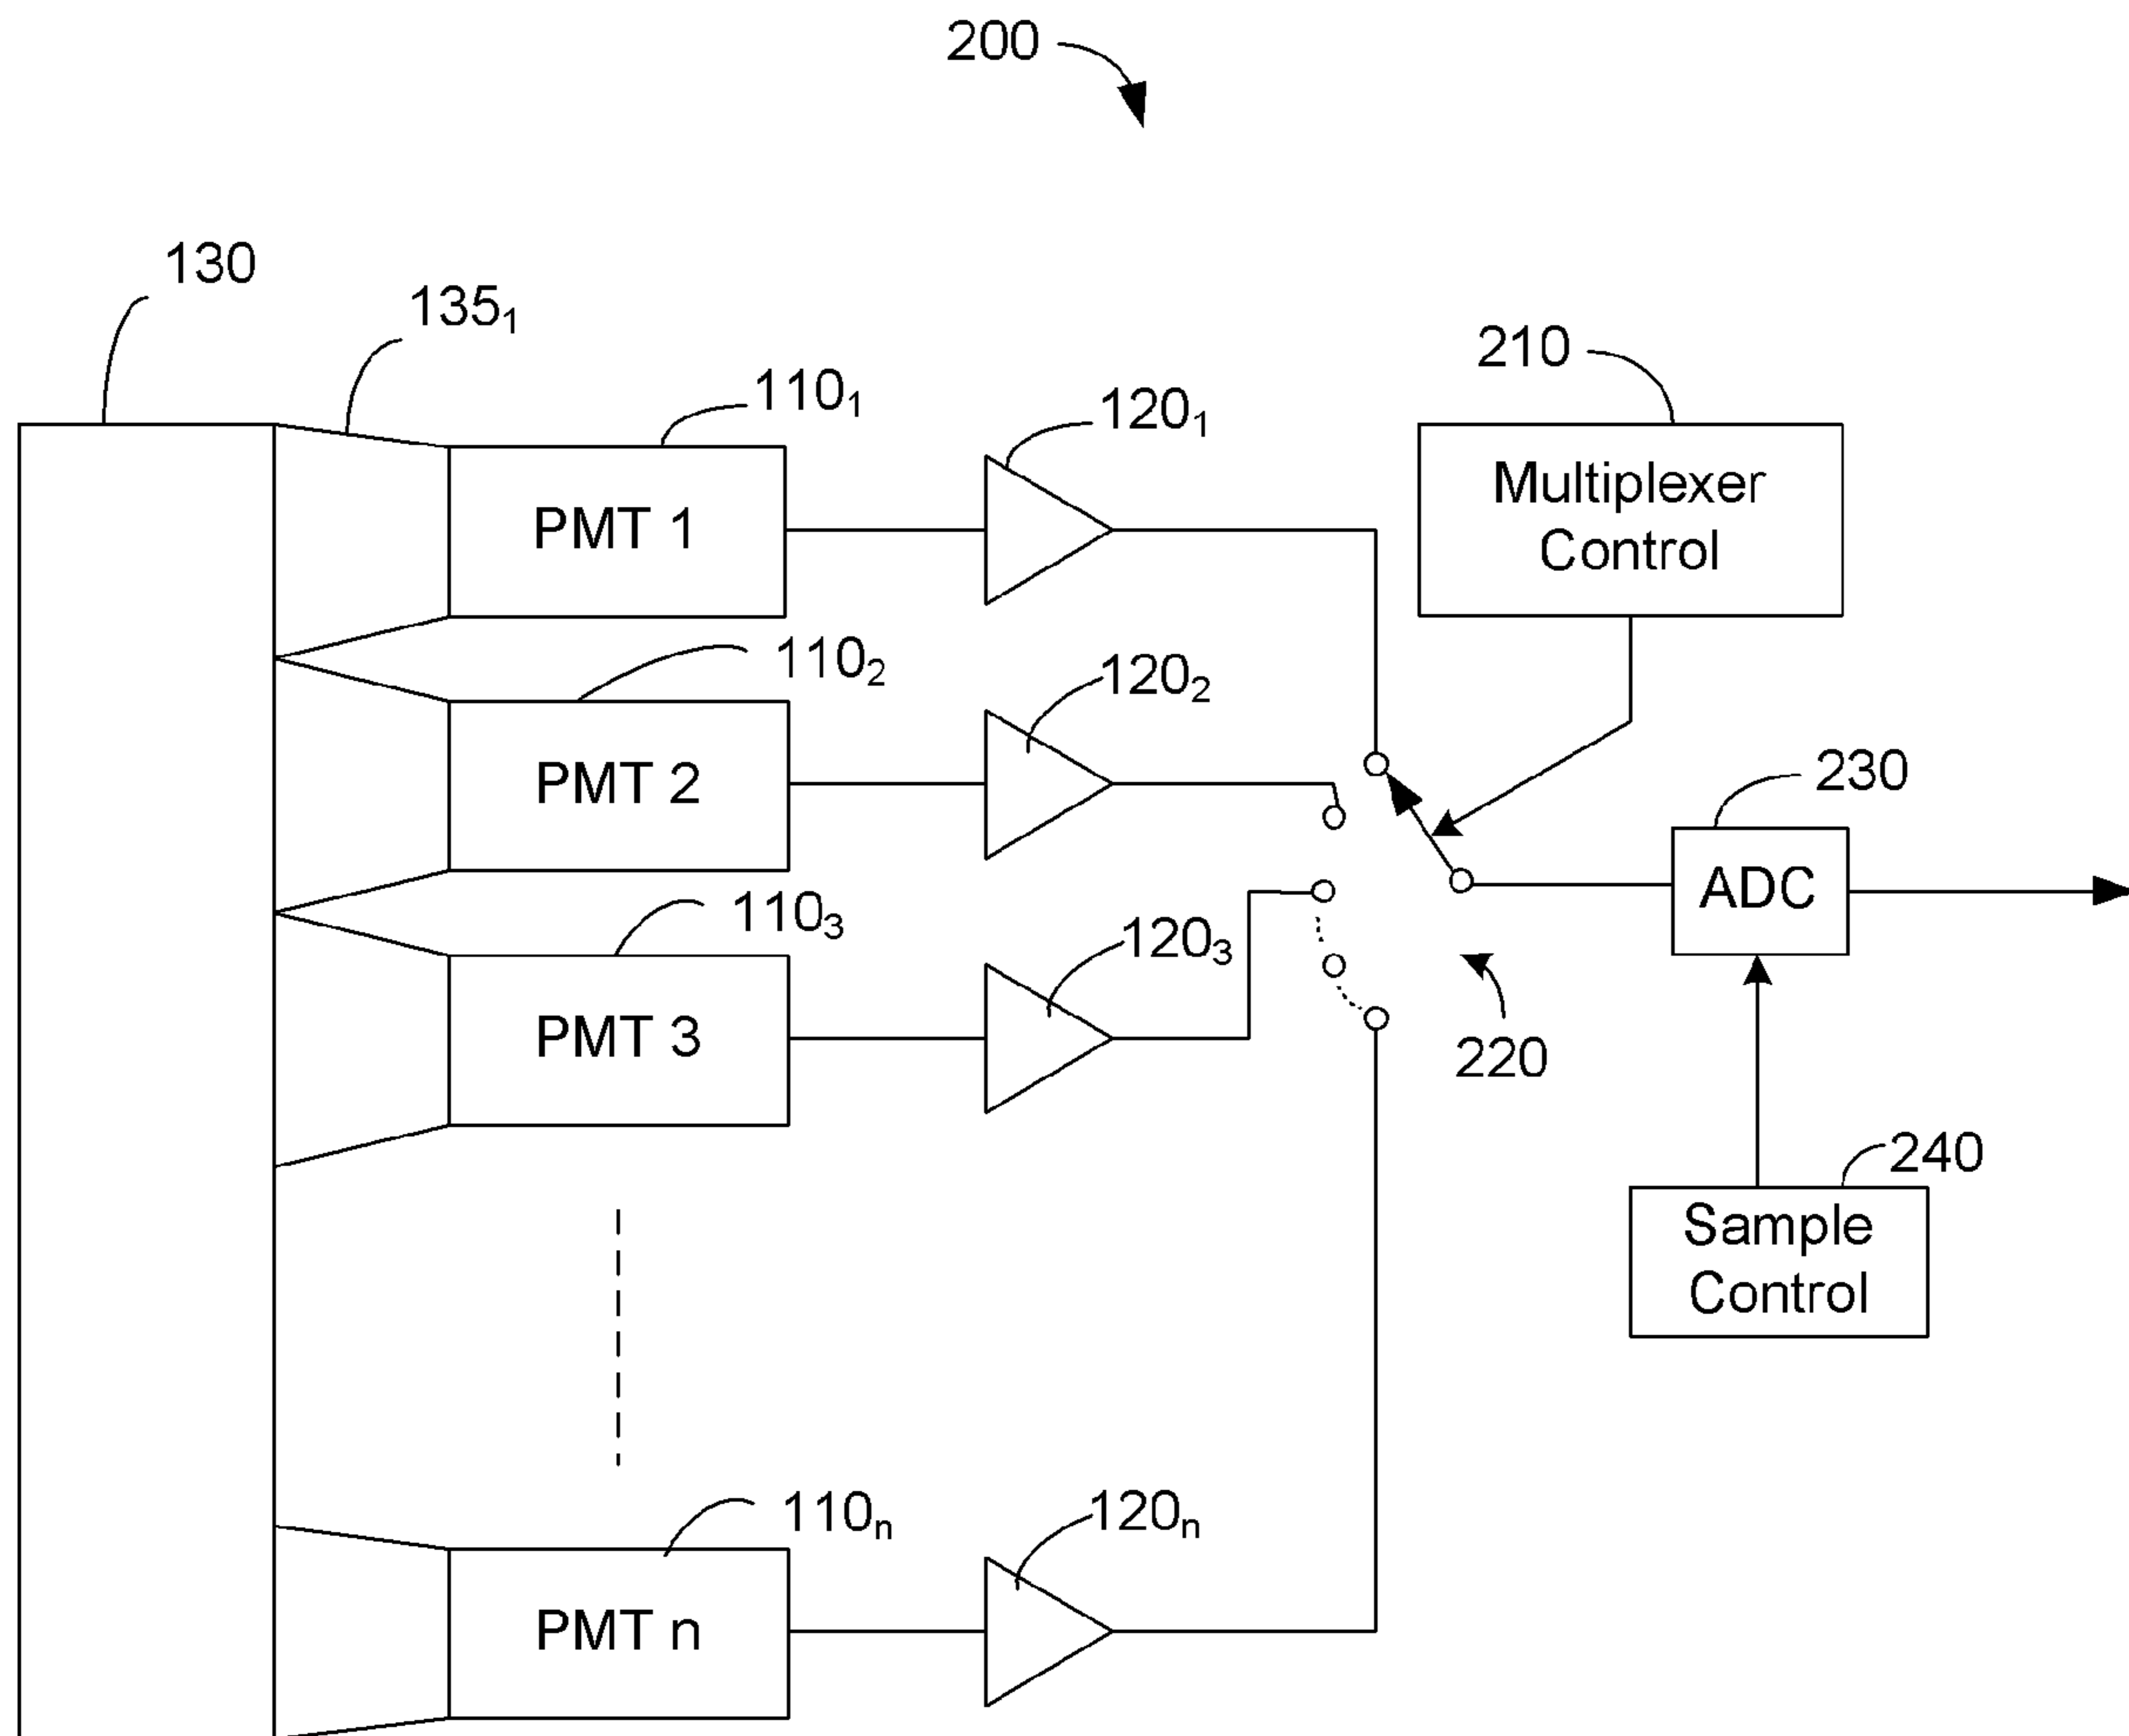 200
130
135₁
110₁
120₁
210
PMT 1
Multiplexer
Control
110₂
120₂
PMT 2
230
ADC
110₃
120₃
PMT 3
220
240
Sample
Control
110ₙ
120ₙ
PMT n